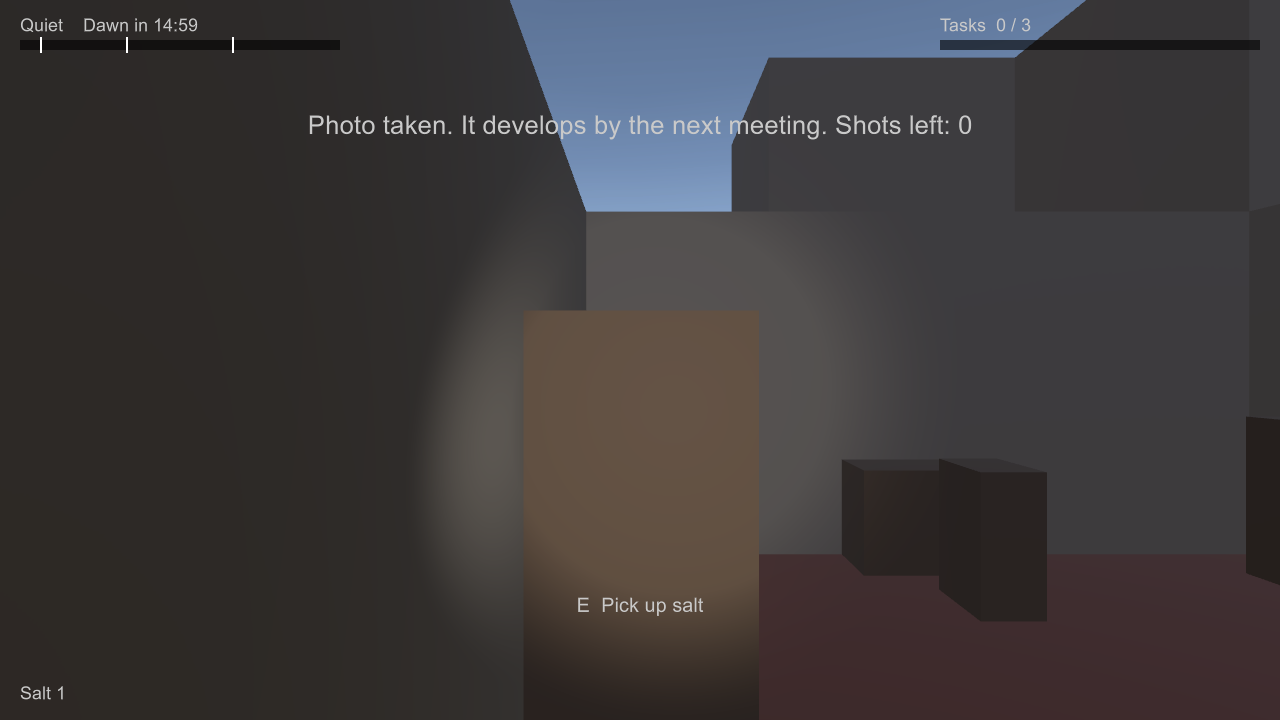 Quiet Dawn in 14:59
Tasks 0 / 3
Photo taken. It develops by the next meeting. Shots left: 0
E Pick up salt
Salt 1